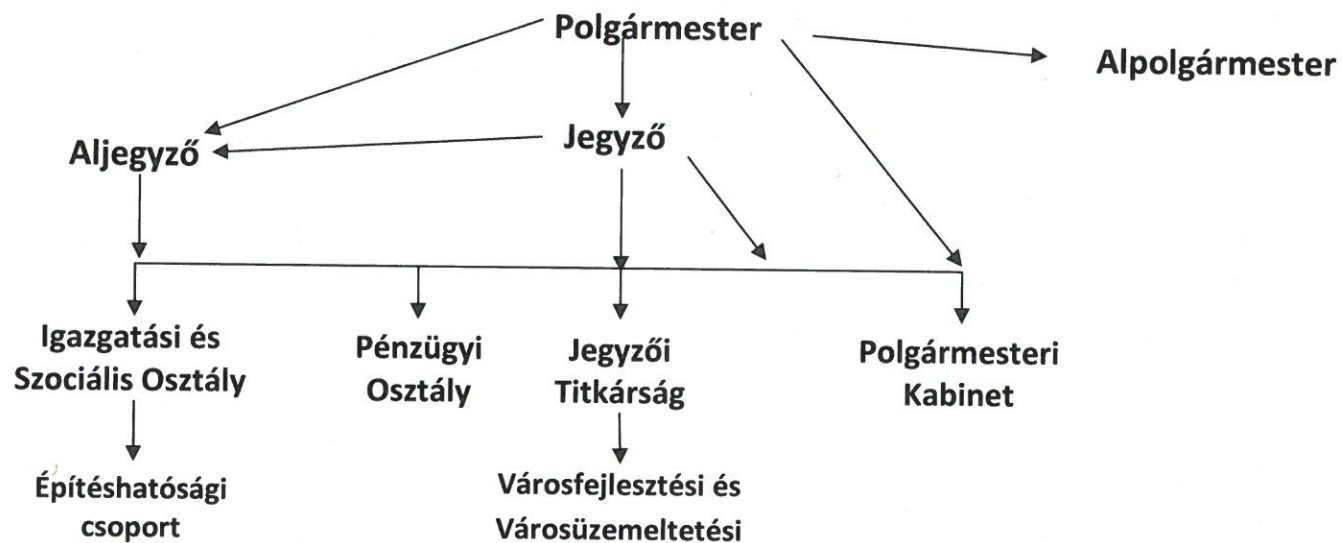 Polgármester
Alpolgármester
Aljegyző
Jegyző
Igazgatási és
Szociális Osztály
Pénzügyi
Osztály
Jegyzői
Titkárság
Polgármesteri
Kabinet
Építéshatósági
csoport
Városfejlesztési és
Városüzemeltetési